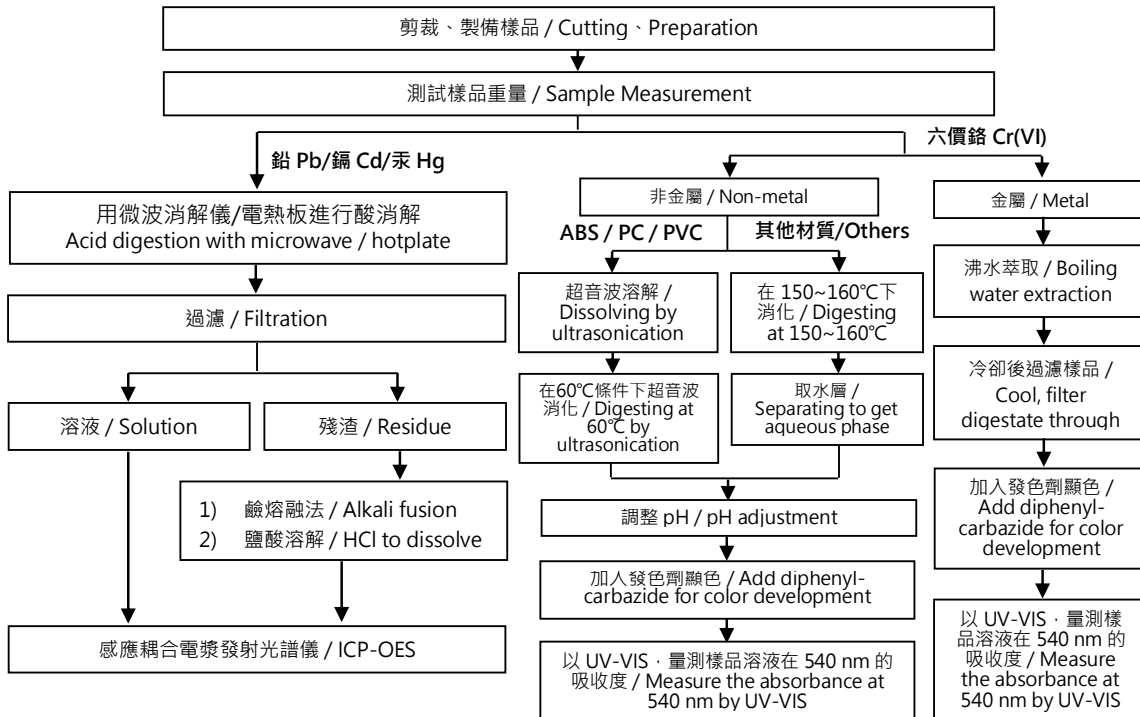 剪裁、製備樣品 / Cutting、Preparation
測試樣品重量 / Sample Measurement
鉛 Pb/鎘 Cd/汞 Hg
六價鉻 Cr(VI)
用微波消解儀/電熱板進行酸消解
Acid digestion with microwave / hotplate
過濾 / Filtration
溶液 / Solution
殘渣 / Residue
1) 鹼熔融法 / Alkali fusion
2) 鹽酸溶解 / HCl to dissolve
感應耦合電漿發射光譜儀 / ICP-OES
非金屬 / Non-metal
ABS / PC / PVC
其他材質/Others
超音波溶解 /
Dissolving by
ultrasonication
在60℃條件下超音波
消化 / Digesting at
60℃ by
ultrasonication
在 150~160℃下
消化 / Digesting
at 150~160℃
取水層 /
Separating to get
aqueous phase
調整 pH / pH adjustment
加入發色劑顯色 / Add diphenyl-
carbazide for color development
以 UV-VIS，量測樣品溶液在 540 nm 的
吸收度 / Measure the absorbance at
540 nm by UV-VIS
金屬 / Metal
沸水萃取 / Boiling
water extraction
冷卻後過濾樣品 /
Cool, filter
digestate through
加入發色劑顯色 /
Add diphenyl-
carbazide for color
development
以 UV-VIS，量測樣
品溶液在 540 nm 的
吸收度 / Measure
the absorbance at
540 nm by UV-VIS